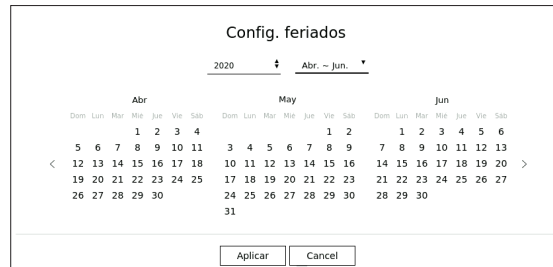 Config. feriados
2020 Abr. ~ Jun.
Abr May Jun
Dom Lun Mar Mié Jue Vie Sáb Dom Lun Mar Mié Jue Vie Sáb Dom Lun Mar Mié Jue Vie Sáb
1 2 3 4 1 2 1 2 3 4 5 6
5 6 7 8 9 10 11 3 4 5 6 7 8 9 7 8 9 10 11 12 13
12 13 14 15 16 17 18 10 11 12 13 14 15 16 14 15 16 17 18 19 20
19 20 21 22 23 24 25 17 18 19 20 21 22 23 21 22 23 24 25 26 27
26 27 28 29 30 24 25 26 27 28 29 30 28 29 30
31
Aplicar Cancel